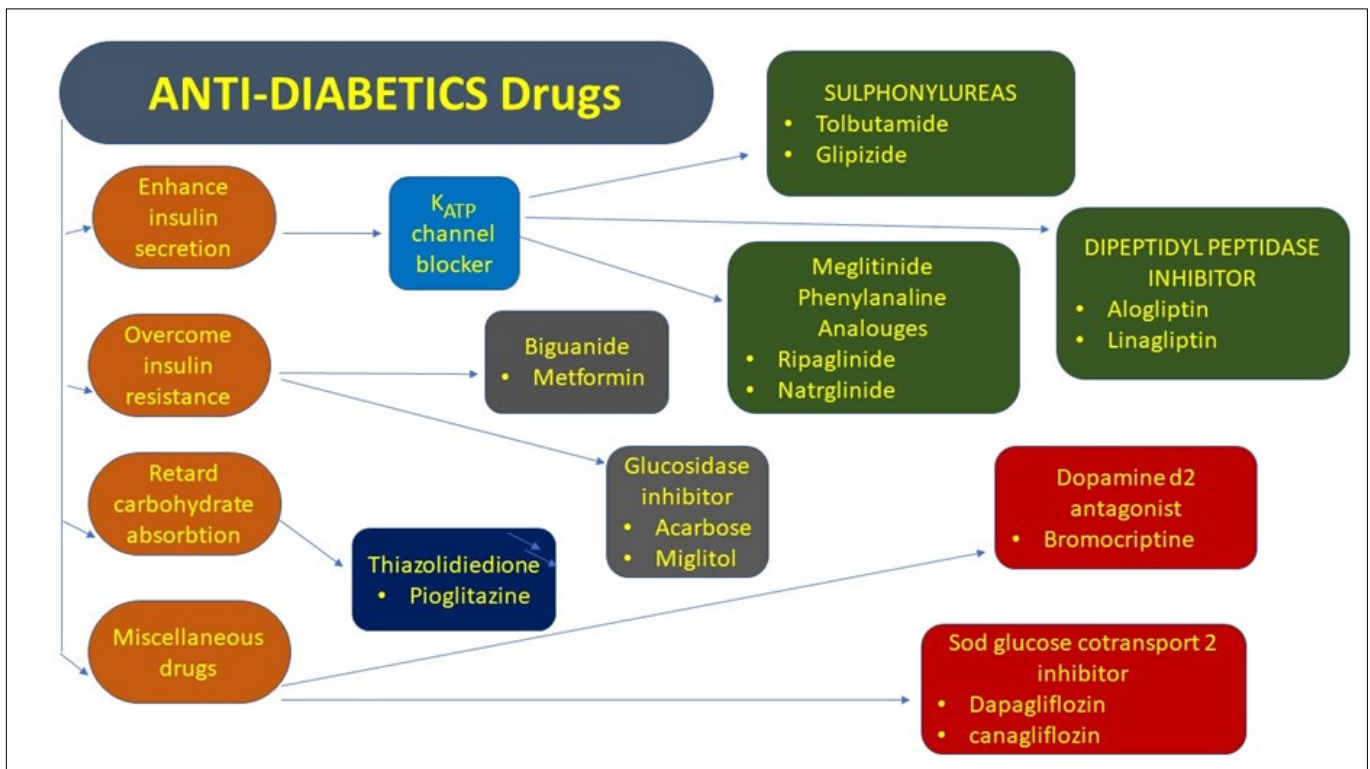 ANTI-DIABETICS Drugs
SULPHONYLUREAS
• Tolbutamide
• Glipizide
Enhance
insulin
secretion
KATP
channel
blocker
DIPEPTIDYL PEPTIDASE
INHIBITOR
• Alogliptin
• Linagliptin
Meglitinide
Phenylanaline
Analouges
• Ripaglinide
• Natrglinide
Overcome
insulin
resistance
Biguanide
• Metformin
Glucosidase
inhibitor
• Acarbose
• Miglitol
Retard
carbohydrate
absorbtion
Thiazolidiedione
• Pioglitazine
Dopamine d2
antagonist
• Bromocriptine
Miscellaneous
drugs
Sod glucose cotransport 2
inhibitor
• Dapagliflozin
• canagliflozin